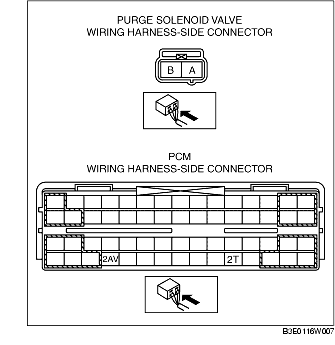 PURGE SOLENOID VALVE
WIRING HARNESS-SIDE CONNECTOR
B A
PCM
WIRING HARNESS-SIDE CONNECTOR
2AV 2T
B3E0116W007